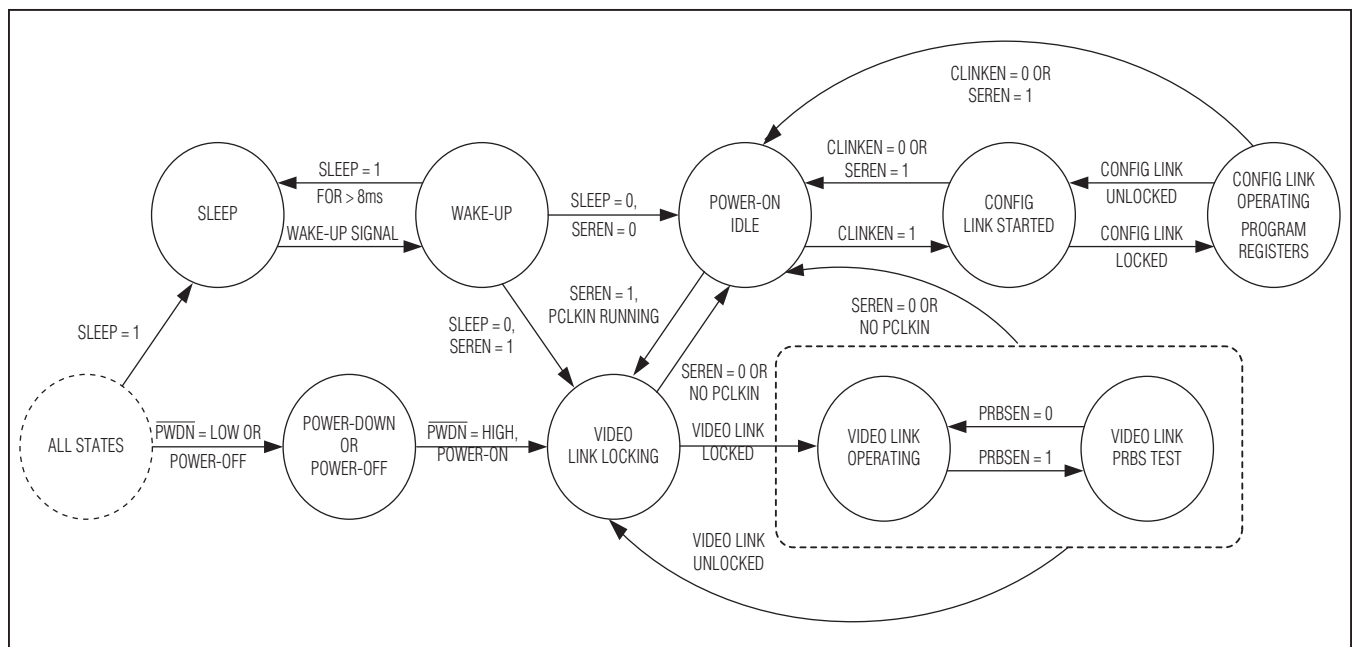 CLINKEN = 0 OR
SEREN = 1
SLEEP = 1
FOR > 8ms
CLINKEN = 0 OR
SEREN = 1
CONFIG LINK
UNLOCKED
SLEEP
WAKE-UP
SLEEP = 0,
SEREN = 0
POWER-ON
IDLE
CONFIG
LINK STARTED
CONFIG LINK
OPERATING
PROGRAM
REGISTERS
WAKE-UP SIGNAL
CLINKEN = 1
CONFIG LINK
LOCKED
SLEEP = 1
SLEEP = 0,
SEREN = 1
SEREN = 1,
PCLKIN RUNNING
SEREN = 0 OR
NO PCLKIN
SEREN = 0 OR
NO PCLKIN
ALL STATES
PWDN = LOW OR
POWER-OFF
POWER-DOWN
OR
POWER-OFF
PWDN = HIGH,
POWER-ON
VIDEO
LINK LOCKING
VIDEO LINK
LOCKED
VIDEO LINK
OPERATING
PRBSEN = 0
PRBSEN = 1
VIDEO LINK
PRBS TEST
VIDEO LINK
UNLOCKED